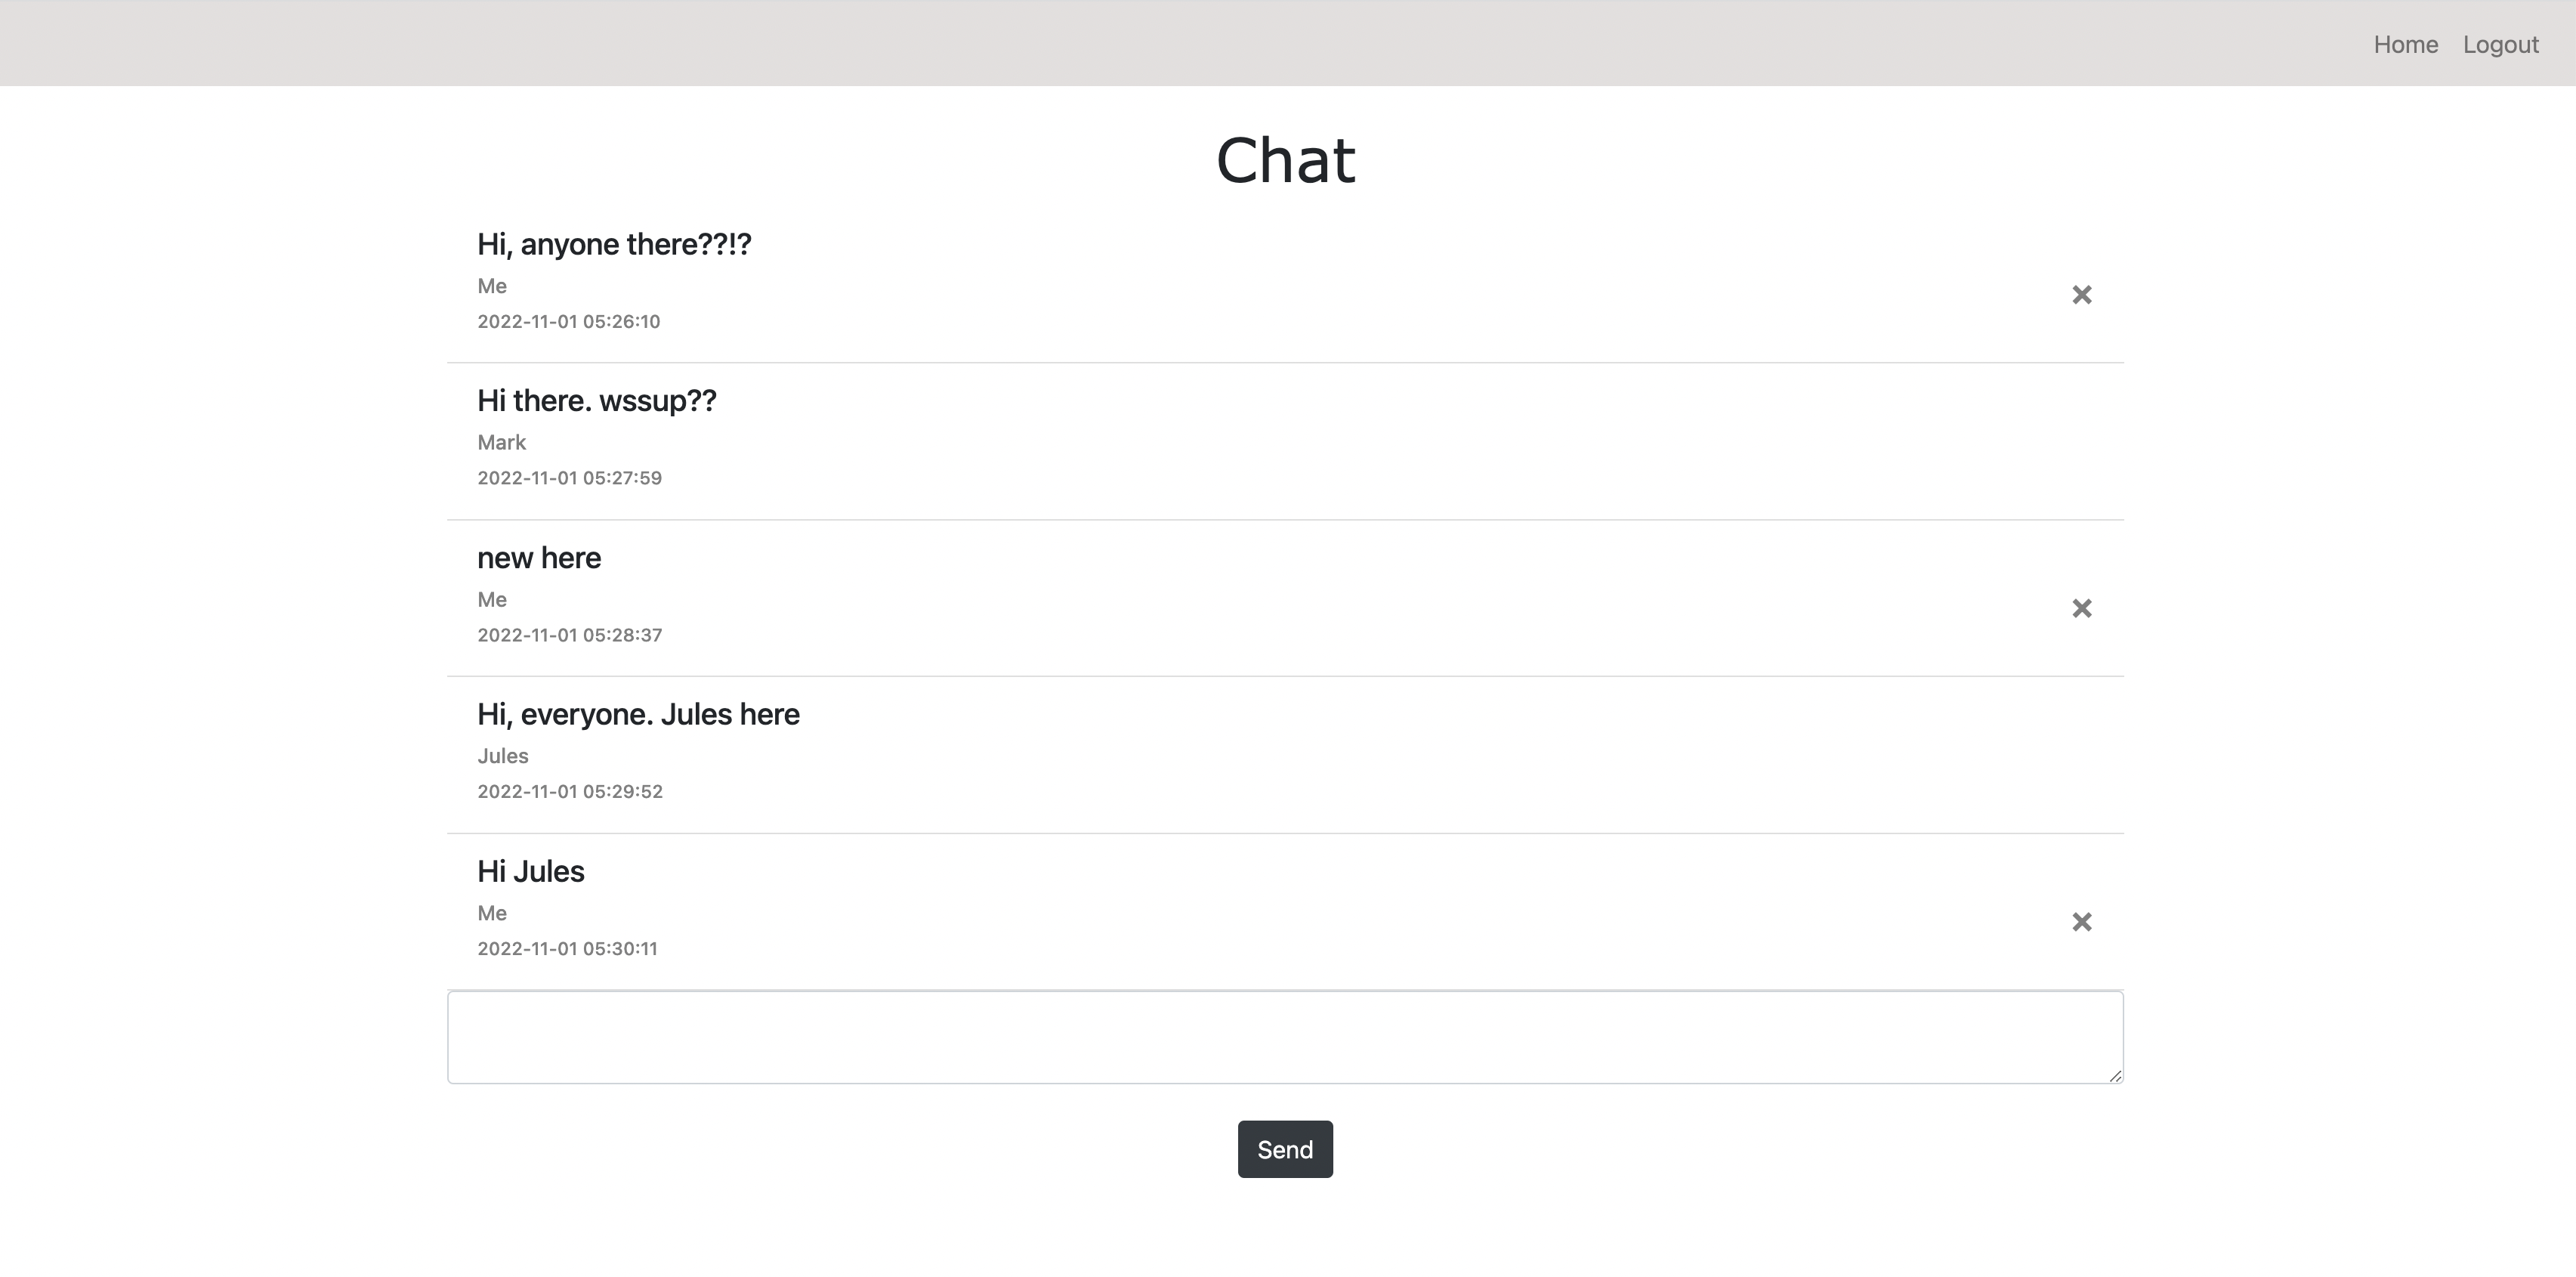 Home Logout
Chat
Hi, anyone there??!?
Me
2022-11-01 05:26:10
Hi there. wssup??
Mark
2022-11-01 05:27:59
new here
Me
2022-11-01 05:28:37
Hi, everyone. Jules here
Jules
2022-11-01 05:29:52
Hi Jules
Me
2022-11-01 05:30:11
Send